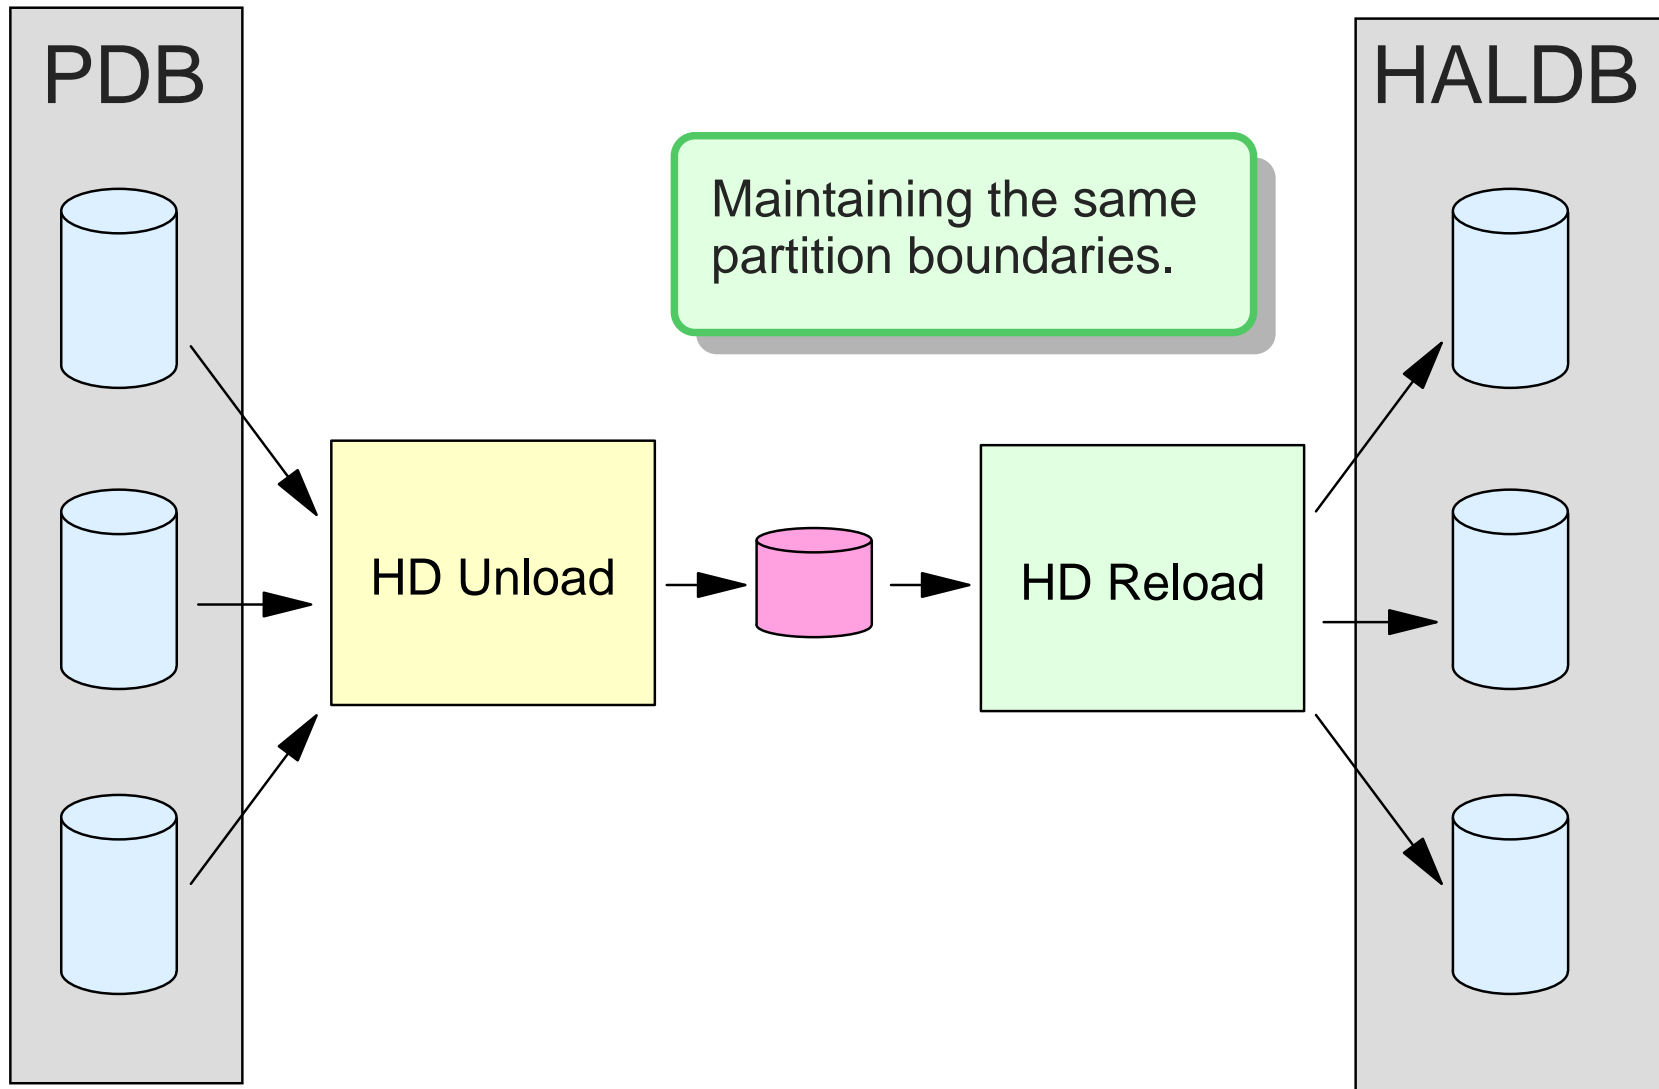 PDB
HALDB
Maintaining the same
partition boundaries.
HD Unload
HD Reload